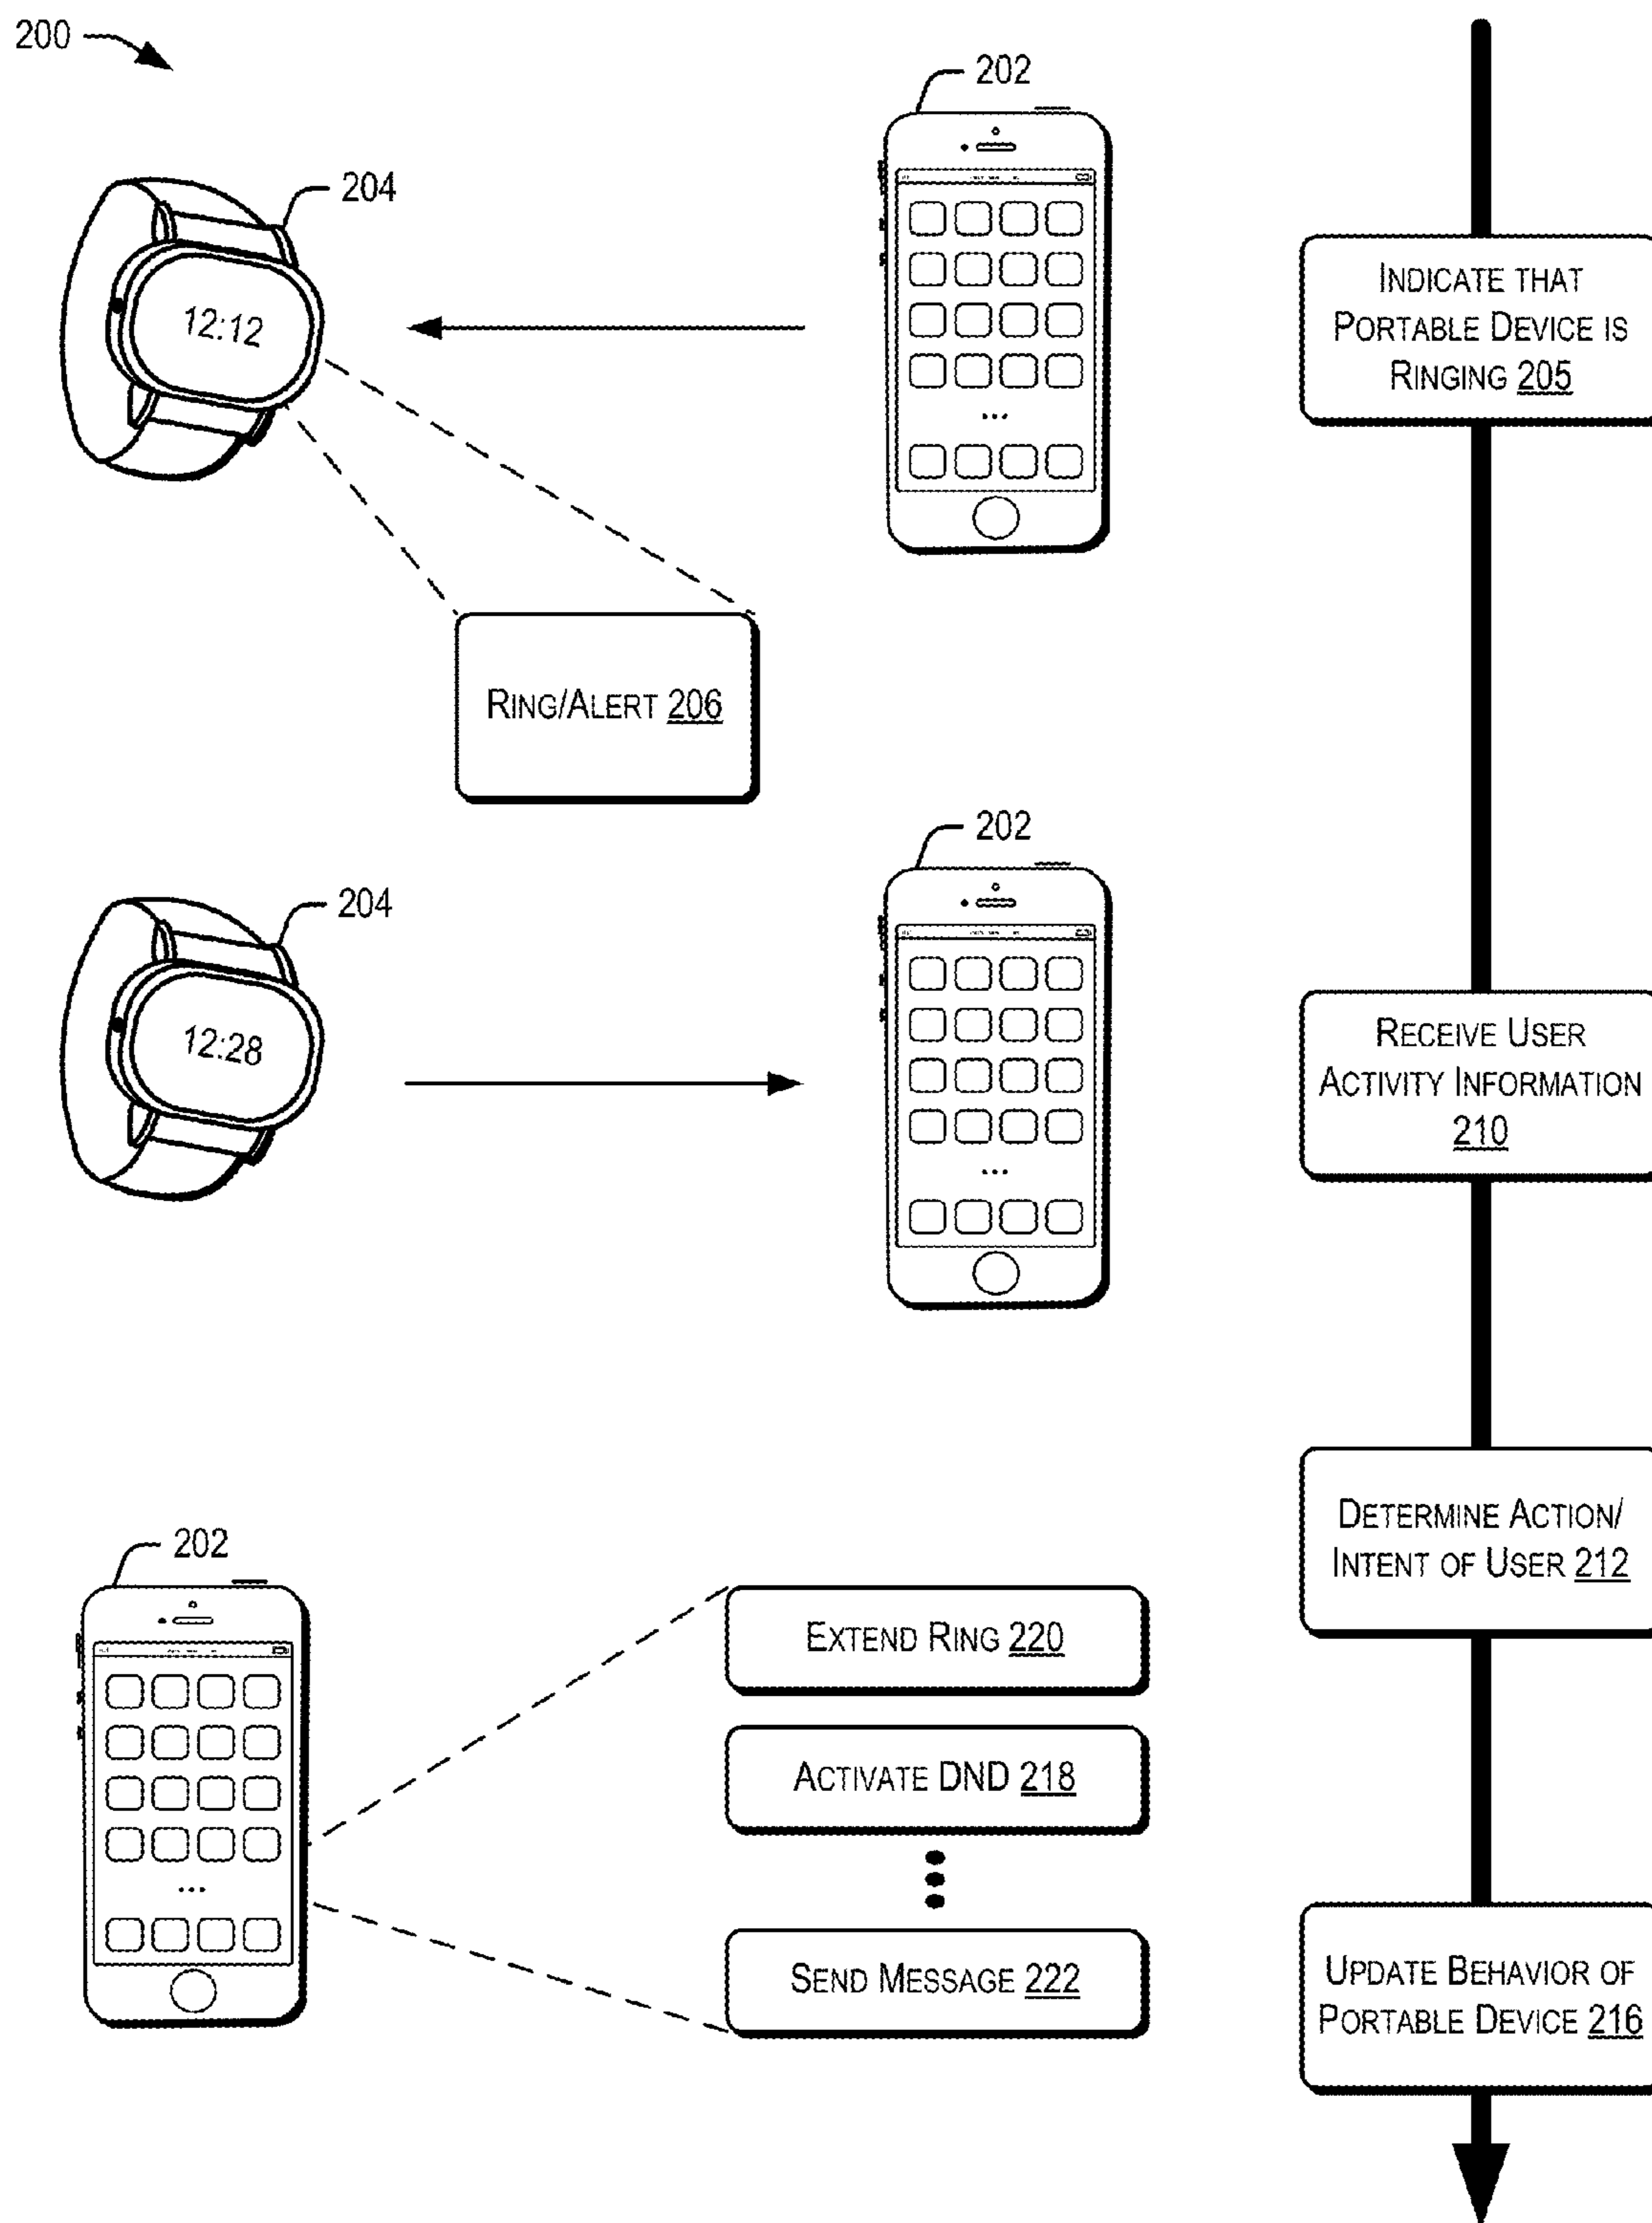 200
202
204
12:12
INDICATE THAT
PORTABLE DEVICE IS
RINGING 205
RING/ALERT 206
202
204
12:28
RECEIVE USER
ACTIVITY INFORMATION
210
DETERMINE ACTION/
INTENT OF USER 212
202
EXTEND RING 220
ACTIVATE DND 218
SEND MESSAGE 222
UPDATE BEHAVIOR OF
PORTABLE DEVICE 216